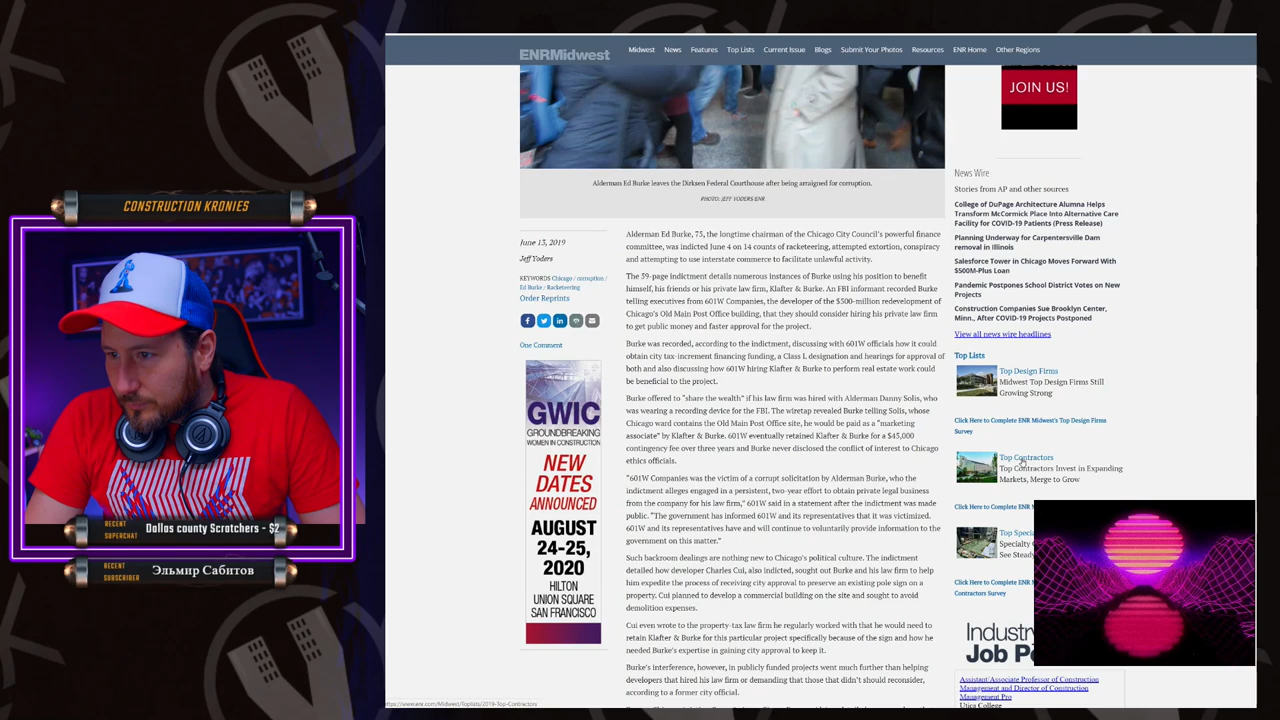 ENRMidwest
Midwest News Features Top Lists Current Issue Blogs Submit Your Photos Resources ENR Home Other Regions
JOIN US!
Alderman Ed Burke leaves the Dirksen Federal Courthouse after being arraigned for corruption.
PHOTO: JEFF YODERS/ENR
June 13, 2019
Jeff Yoders
KEYWORDS Chicago / corruption /
Ed Burke / Racketeering
Order Reprints
One Comment
GWIC
GROUNDBREAKING
WOMEN IN CONSTRUCTION
NEW
DATES
ANNOUNCED
AUGUST
24-25,
2020
HILTON
UNION SQUARE
SAN FRANCISCO
Alderman Ed Burke, 75, the longtime chairman of the Chicago City Council's powerful finance
committee, was indicted June 4 on 14 counts of racketeering, attempted extortion, conspiracy
and attempting to use interstate commerce to facilitate unlawful activity.
The 59-page indictment details numerous instances of Burke using his position to benefit
himself, his friends or his private law firm, Klafter & Burke. An FBI informant recorded Burke
telling executives from 601W Companies, the developer of the $500-million redevelopment of
Chicago's Old Main Post Office building, that they should consider hiring his private law firm
to get public money and faster approval for the project.
Burke was recorded, according to the indictment, discussing with 601W officials how it could
obtain city tax-increment financing funding, a Class L designation and hearings for approval of
both and also discussing how 601W hiring Klafter & Burke to perform real estate work could
be beneficial to the project.
Burke offered to "share the wealth" if his law firm was hired with Alderman Danny Solis, who
was wearing a recording device for the FBI. The wiretap revealed Burke telling Solis, whose
Chicago ward contains the Old Main Post Office site, he would be paid as a "marketing
associate" by Klafter & Burke. 601W eventually retained Klafter & Burke for a $45,000
contingency fee over three years and Burke never disclosed the conflict of interest to Chicago
ethics officials.
"601W Companies was the victim of a corrupt solicitation by Alderman Burke, who the
indictment alleges engaged in a persistent, two-year effort to obtain private legal business
from the company for his law firm," 601W said in a statement after the indictment was made
public. "The government has informed 601W and its representatives that it was victimized.
601W and its representatives have and will continue to voluntarily provide information to the
government on this matter."
Such backroom dealings are nothing new to Chicago's political culture. The indictment
detailed how developer Charles Cui, also indicted, sought out Burke and his law firm to help
him expedite the process of receiving city approval to preserve an existing pole sign on a
property. Cui planned to develop a commercial building on the site and sought to avoid
demolition expenses.
Cui even wrote to the property-tax law firm he regularly worked with that he would need to
retain Klafter & Burke for this particular project specifically because of the sign and how he
needed Burke's expertise in gaining city approval to keep it.
Burke's interference, however, in publicly funded projects went much further than helping
developers that hired his law firm or demanding that those that didn't should reconsider,
according to a former city official.
News Wire
Stories from AP and other sources
College of DuPage Architecture Alumna Helps
Transform McCormick Place Into Alternative Care
Facility for COVID-19 Patients (Press Release)
Planning Underway for Carpentersville Dam
removal in Illinois
Salesforce Tower in Chicago Moves Forward With
$500M-Plus Loan
Pandemic Postpones School District Votes on New
Projects
Construction Companies Sue Brooklyn Center,
Minn., After COVID-19 Projects Postponed
View all news wire headlines
Top Lists
Top Design Firms
Midwest Top Design Firms Still
Growing Strong
Click Here to Complete ENR Midwest's Top Design Firms
Survey
Top Contractors
Top Contractors Invest in Expanding
Markets, Merge to Grow
Click Here to Complete ENR M
Top Specia
Specialty C
See Steady
Click Here to Complete ENR M
Contractors Survey
Industry
Job Po
Assistant/Associate Professor of Construction
Management and Director of Construction
Management Pro
Utica College
https://www.enr.com/Midwest/Toplists/2019-Top-Contractors
CONSTRUCTION KRONIES
RECENT
SUPERCHAT
Dallas county Scratchers - $2
RECENT
SUBSCRIBER
Эльмир Сабитов